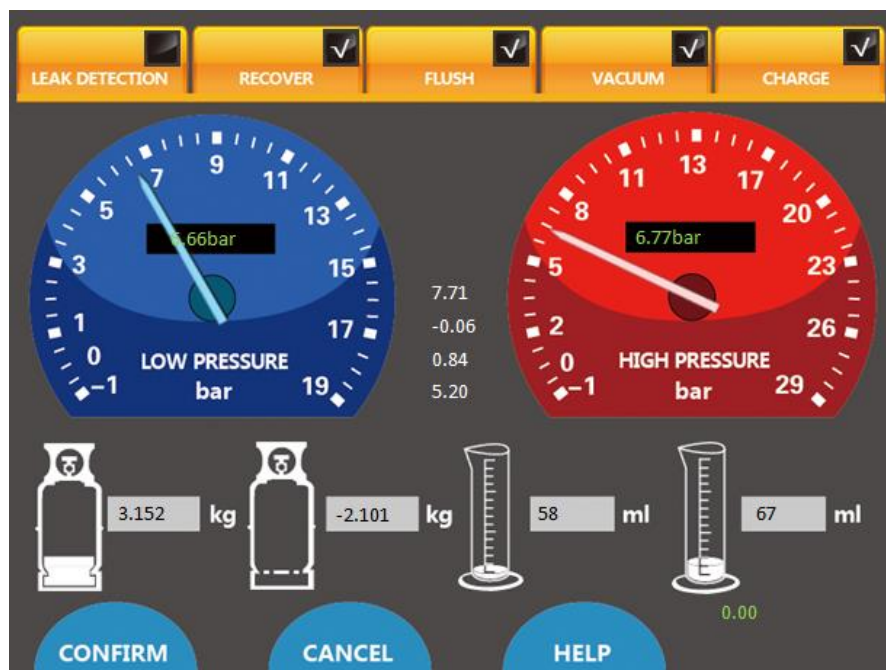 LEAK DETECTION
√
RECOVER
√
FLUSH
√
VACUUM
√
CHARGE
-1
0
1
3
5
7
9
11
13
15
17
19
6.66bar
LOW PRESSURE
bar
7.71
-0.06
0.84
5.20
-1
0
2
5
8
11
13
17
20
23
26
29
6.77bar
HIGH PRESSURE
bar
3.152 kg
-2.101 kg
58 ml
67 ml
0.00
CONFIRM
CANCEL
HELP